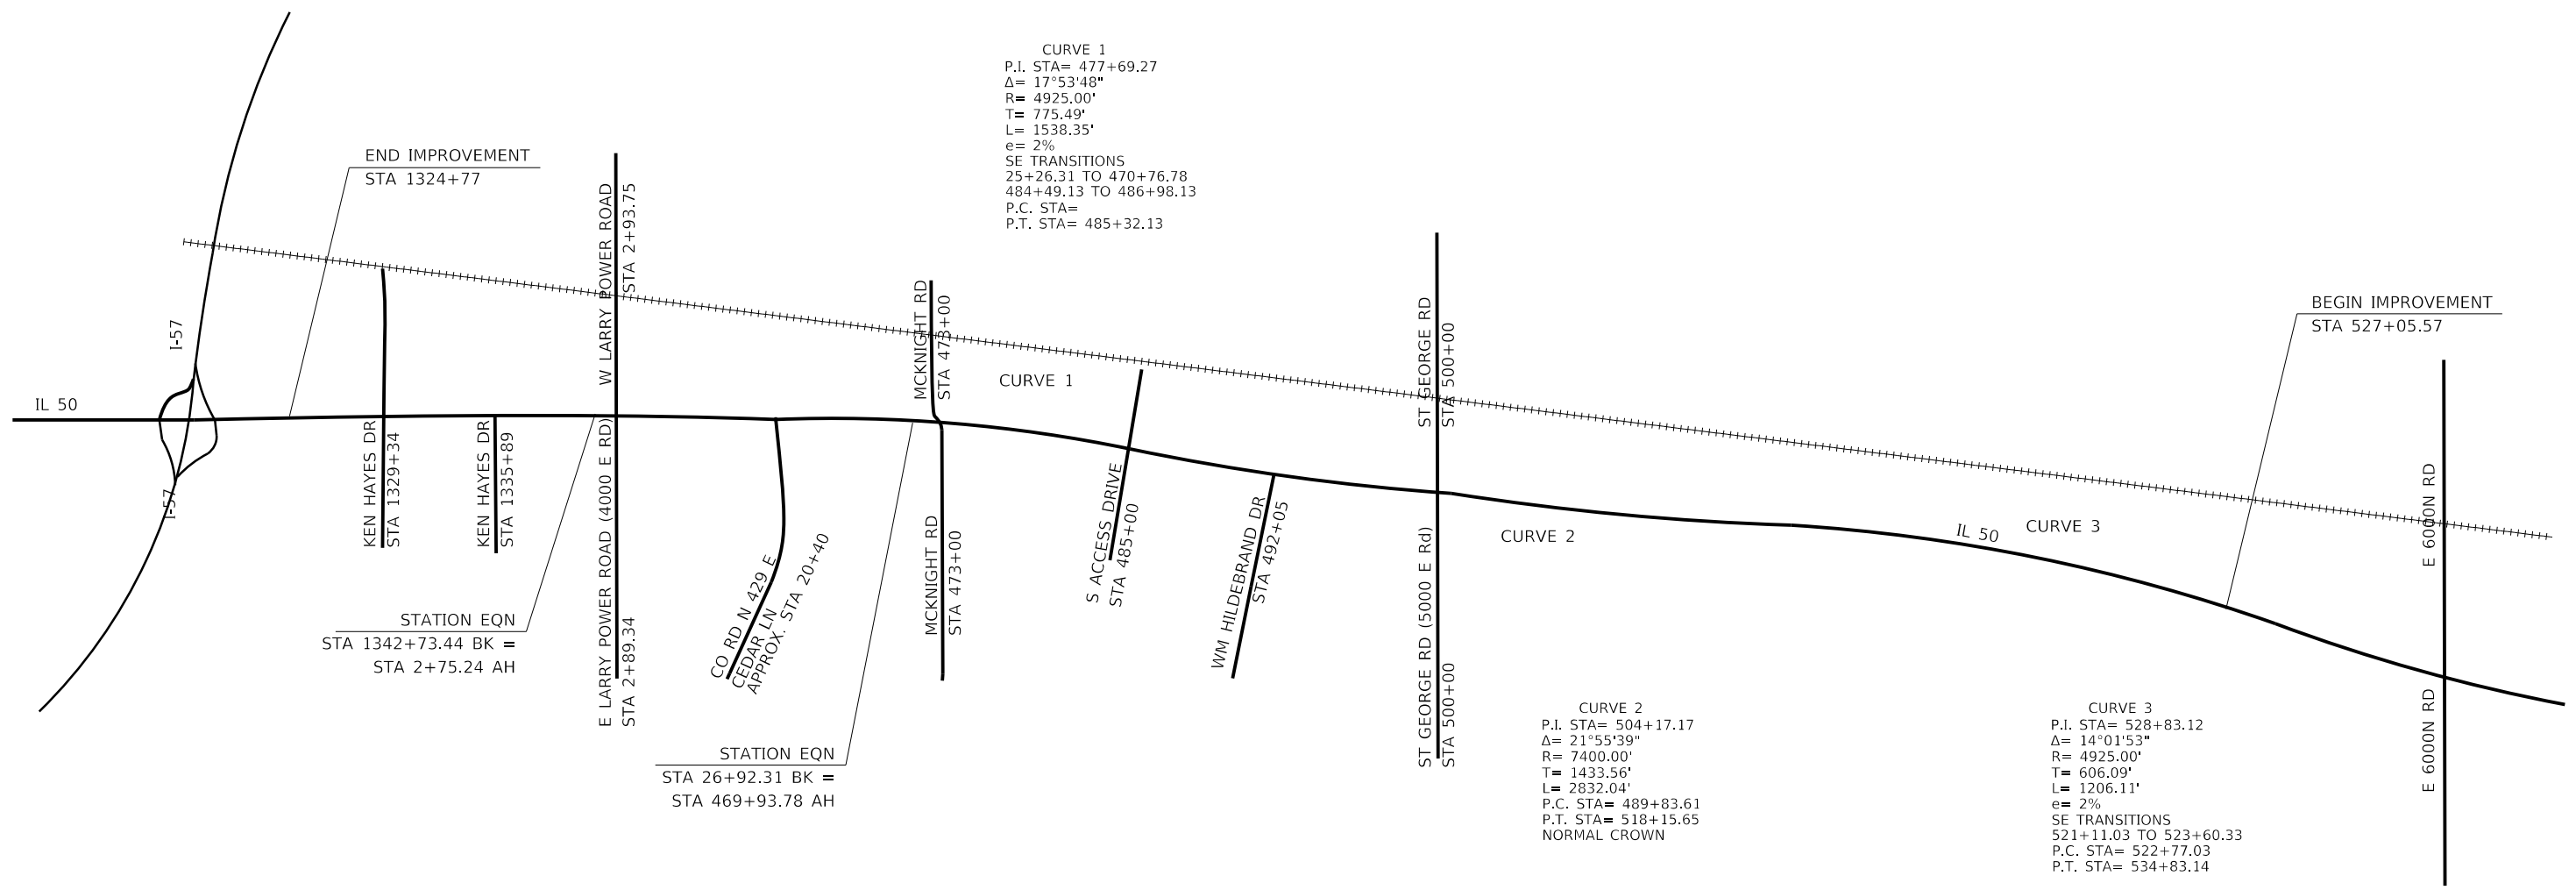 CURVE 1
P.I. STA= 477+69.27
Δ= 17°53'48"
R= 4925.00'
T= 775.49'
L= 1538.35'
e= 2%
SE TRANSITIONS
25+26.31 TO 470+76.78
484+49.13 TO 486+98.13
P.C. STA=
P.T. STA= 485+32.13
END IMPROVEMENT
STA 1324+77
W LARRY POWER ROAD
STA 2+93.75
I-57
IL 50
I-57
KEN HAYES DR
STA 1329+34
KEN HAYES DR
STA 1335+89
E LARRY POWER ROAD (4000 E RD)
STA 2+89.34
STATION EQN
STA 1342+73.44 BK =
STA 2+75.24 AH
CO RD N 429 E
CEDAR LN
APPROX. STA 20+40
MCKNIGHT RD
STA 473+00
MCKNIGHT RD
STA 473+00
STATION EQN
STA 26+92.31 BK =
STA 469+93.78 AH
CURVE 1
S ACCESS DRIVE
STA 485+00
WM HILDEBRAND DR
STA 492+05
ST GEORGE RD
STA 500+00
ST GEORGE RD (5000 E Rd)
STA 500+00
CURVE 2
IL 50
CURVE 3
BEGIN IMPROVEMENT
STA 527+05.57
E 6000N RD
E 6000N RD
CURVE 2
P.I. STA= 504+17.17
Δ= 21°55'39"
R= 7400.00'
T= 1433.56'
L= 2832.04'
P.C. STA= 489+83.61
P.T. STA= 518+15.65
NORMAL CROWN
CURVE 3
P.I. STA= 528+83.12
Δ= 14°01'53"
R= 4925.00'
T= 606.09'
L= 1206.11'
e= 2%
SE TRANSITIONS
521+11.03 TO 523+60.33
P.C. STA= 522+77.03
P.T. STA= 534+83.14